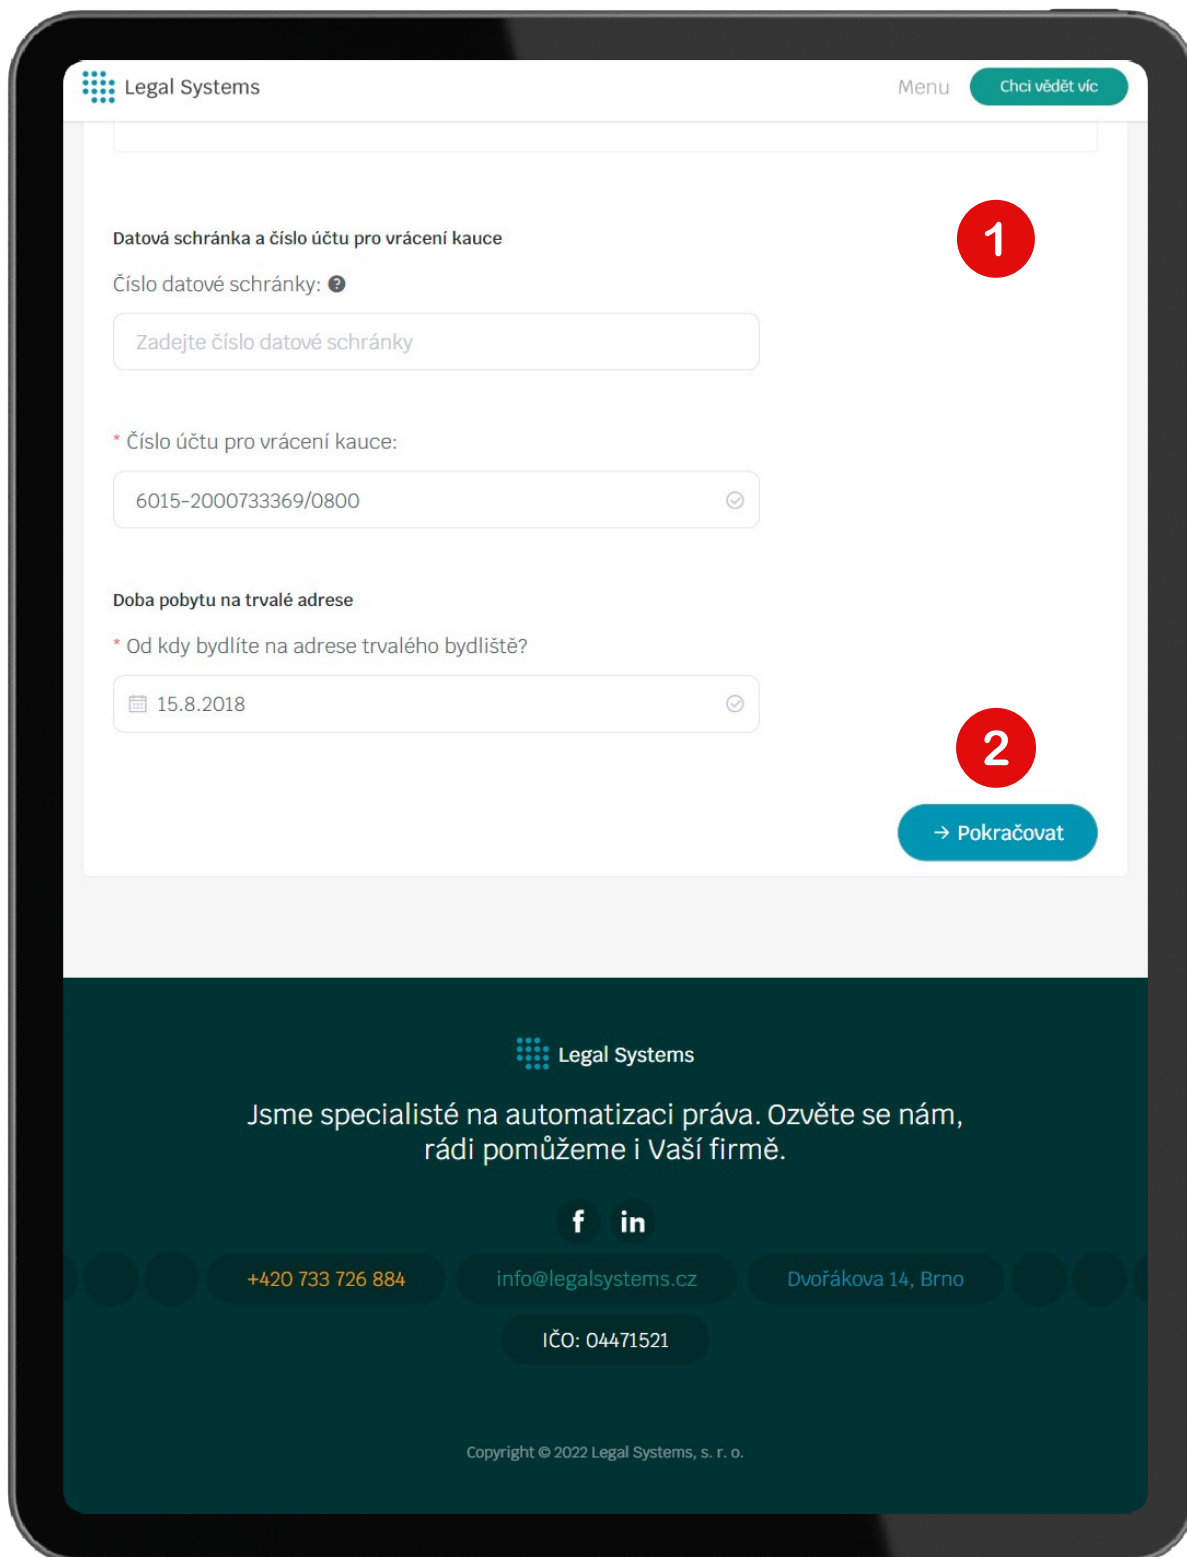 Legal Systems
Menu
Chci vědět víc
Datová schránka a číslo účtu pro vrácení kauce
1
Číslo datové schránky: ?
Zadejte číslo datové schránky
* Číslo účtu pro vrácení kauce:
6015-2000733369/0800
Doba pobytu na trvalé adrese
* Od kdy bydlíte na adrese trvalého bydliště?
15.8.2018
2
→ Pokračovat
Legal Systems
Jsme specialisté na automatizaci práva. Ozvěte se nám,
rádi pomůžeme i Vaší firmě.
f in
+420 733 726 884
info@legalsystems.cz
Dvořákova 14, Brno
IČO: 04471521
Copyright © 2022 Legal Systems, s. r. o.